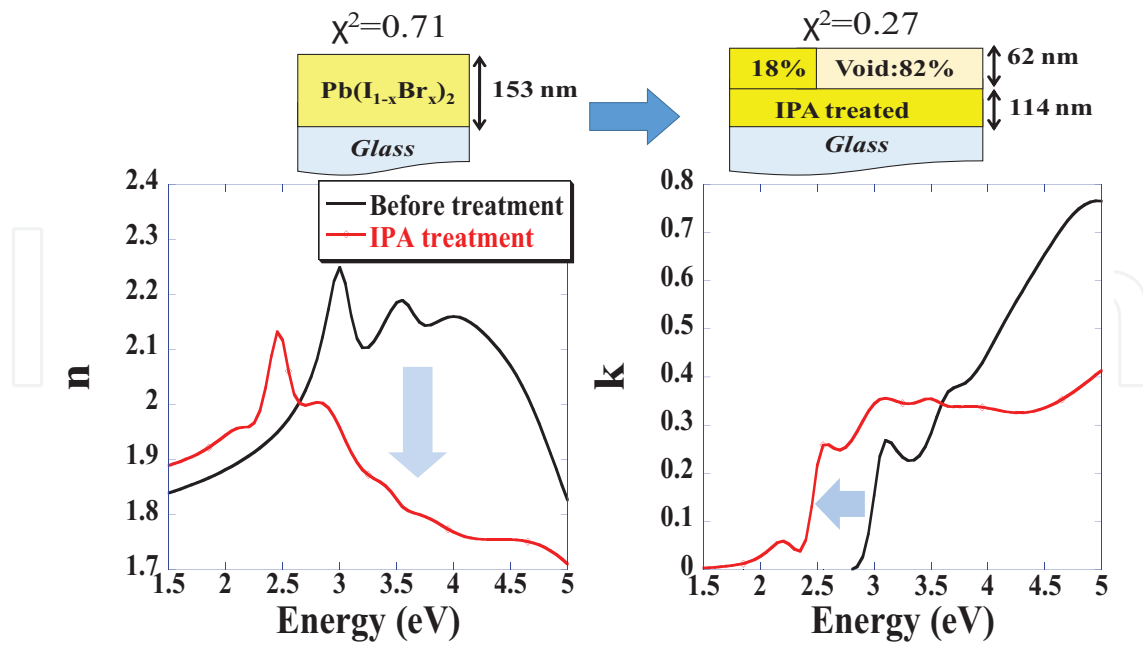 χ²=0.71
χ²=0.27
Pb(I₁₋ₓBrₓ)₂
153 nm
Glass
18%
Void:82%
62 nm
IPA treated
114 nm
Glass
Before treatment
IPA treatment
n
2.4
2.3
2.2
2.1
2
1.9
1.8
1.7
1.5
2
2.5
3
3.5
4
4.5
5
Energy (eV)
k
0.8
0.7
0.6
0.5
0.4
0.3
0.2
0.1
0
1.5
2
2.5
3
3.5
4
4.5
5
Energy (eV)